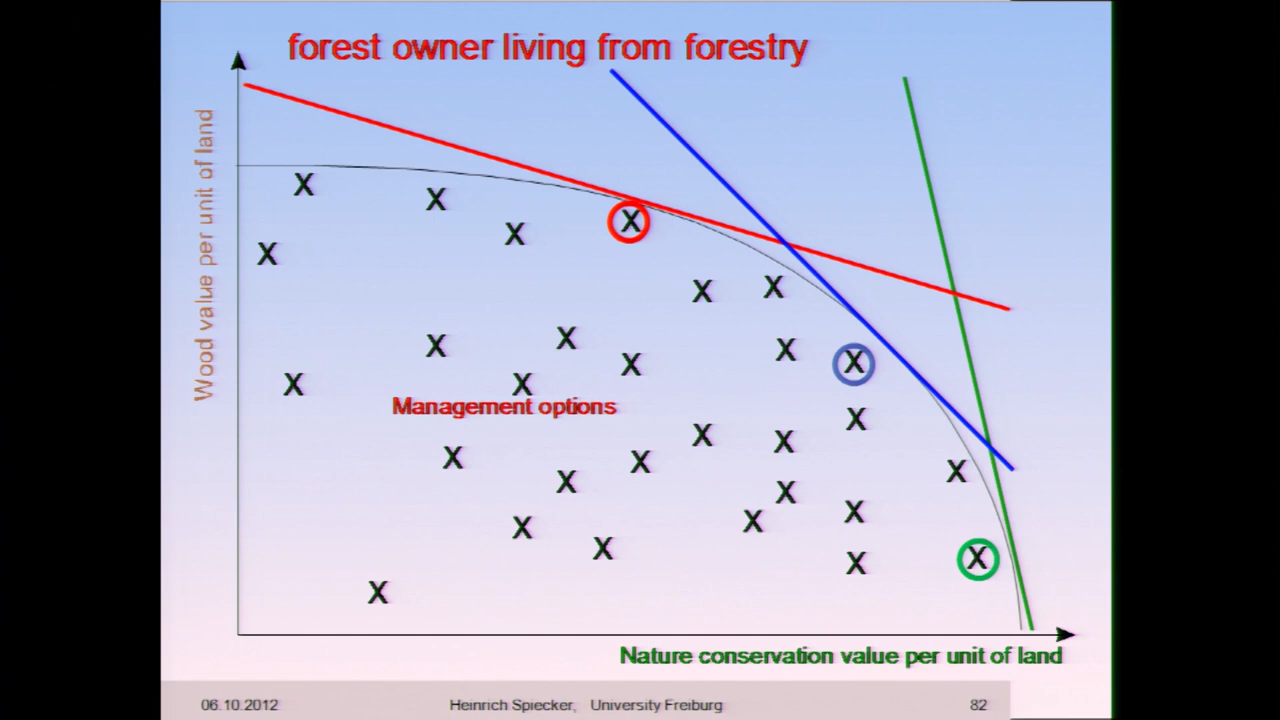 forest owner living from forestry
Wood value per unit of land
Management options
Nature conservation value per unit of land
06.10.2012 Heinrich Spiecker, University Freiburg 82